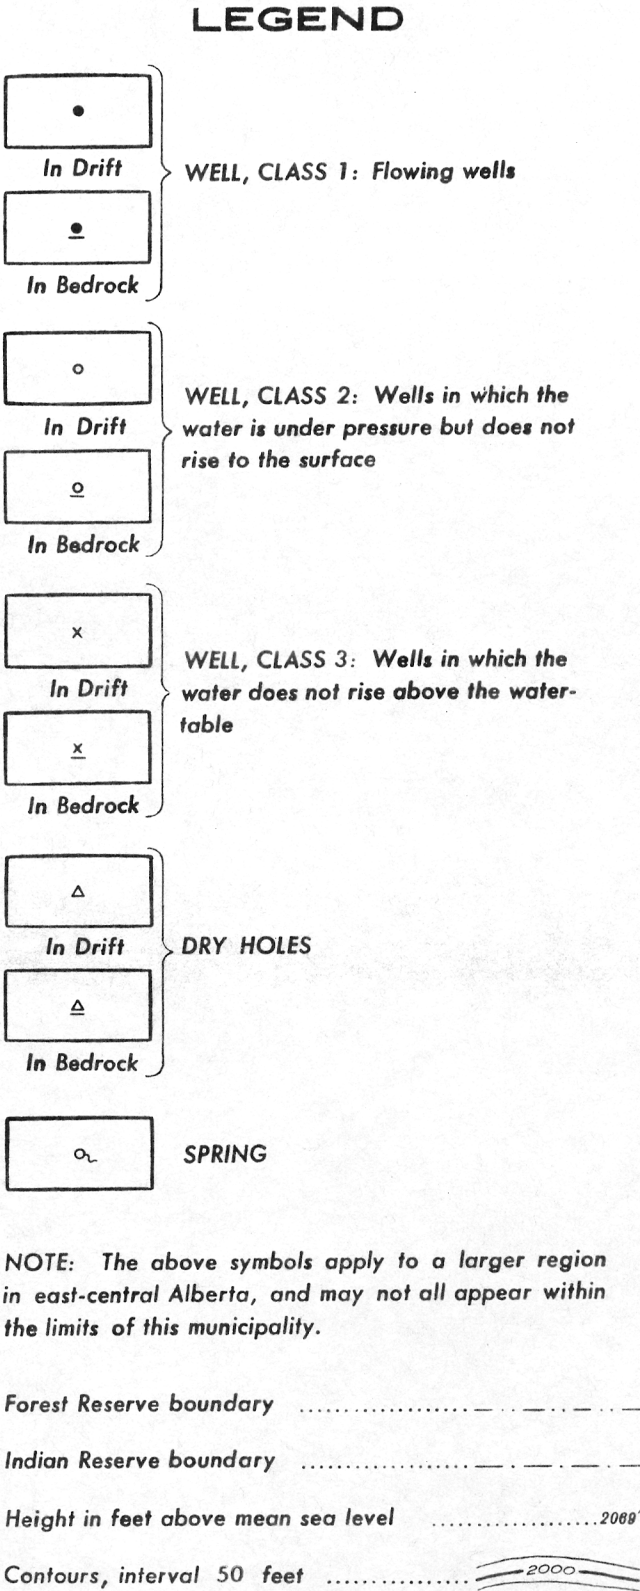 LEGEND
In Drift
WELL, CLASS 1: Flowing wells
In Bedrock
WELL, CLASS 2: Wells in which the
In Drift
water is under pressure but does not
rise to the surface
In Bedrock
WELL, CLASS 3: Wells in which the
In Drift
water does not rise above the water-
table
In Bedrock
In Drift
DRY HOLES
In Bedrock
SPRING
NOTE: The above symbols apply to a larger region
in east-central Alberta, and may not all appear within
the limits of this municipality.
Forest Reserve boundary
Indian Reserve boundary
Height in feet above mean sea level ...................2069'
Contours, interval 50 feet ................ 2000